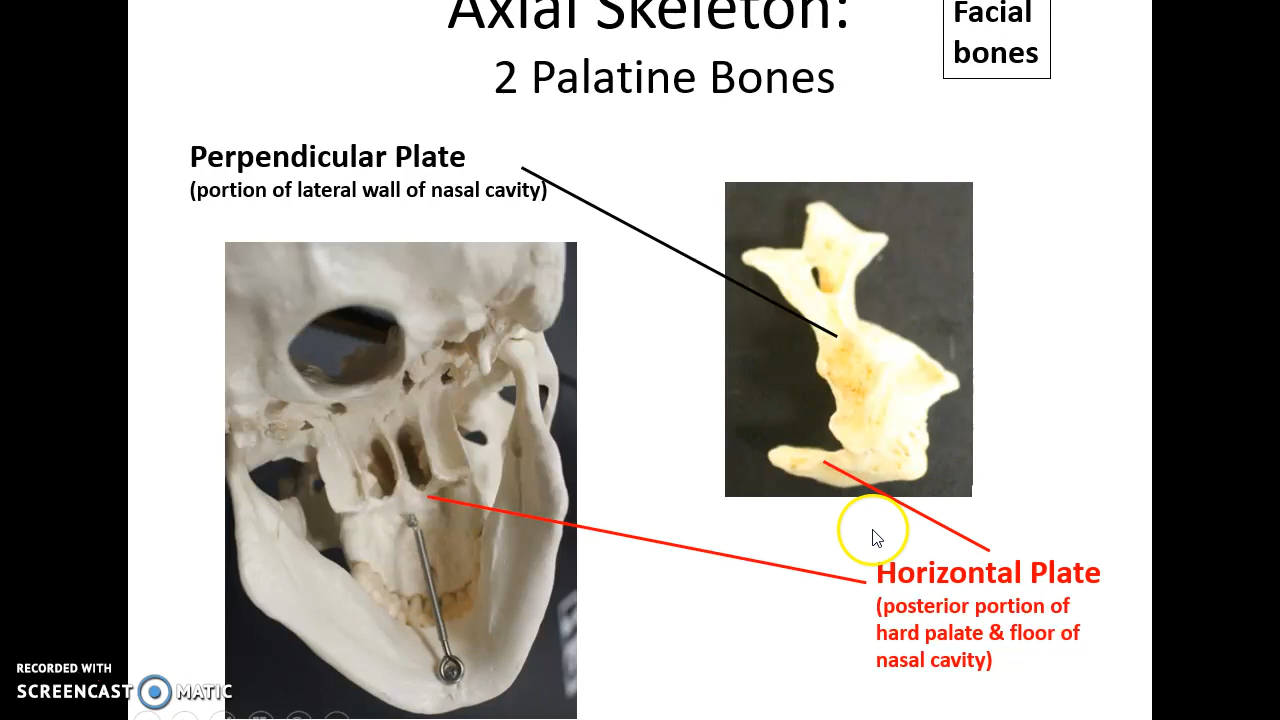 Axial Skeleton:
2 Palatine Bones
Facial
bones
Perpendicular Plate
(portion of lateral wall of nasal cavity)
Horizontal Plate
(posterior portion of
hard palate & floor of
nasal cavity)
RECORDED WITH
SCREENCAST MATIC